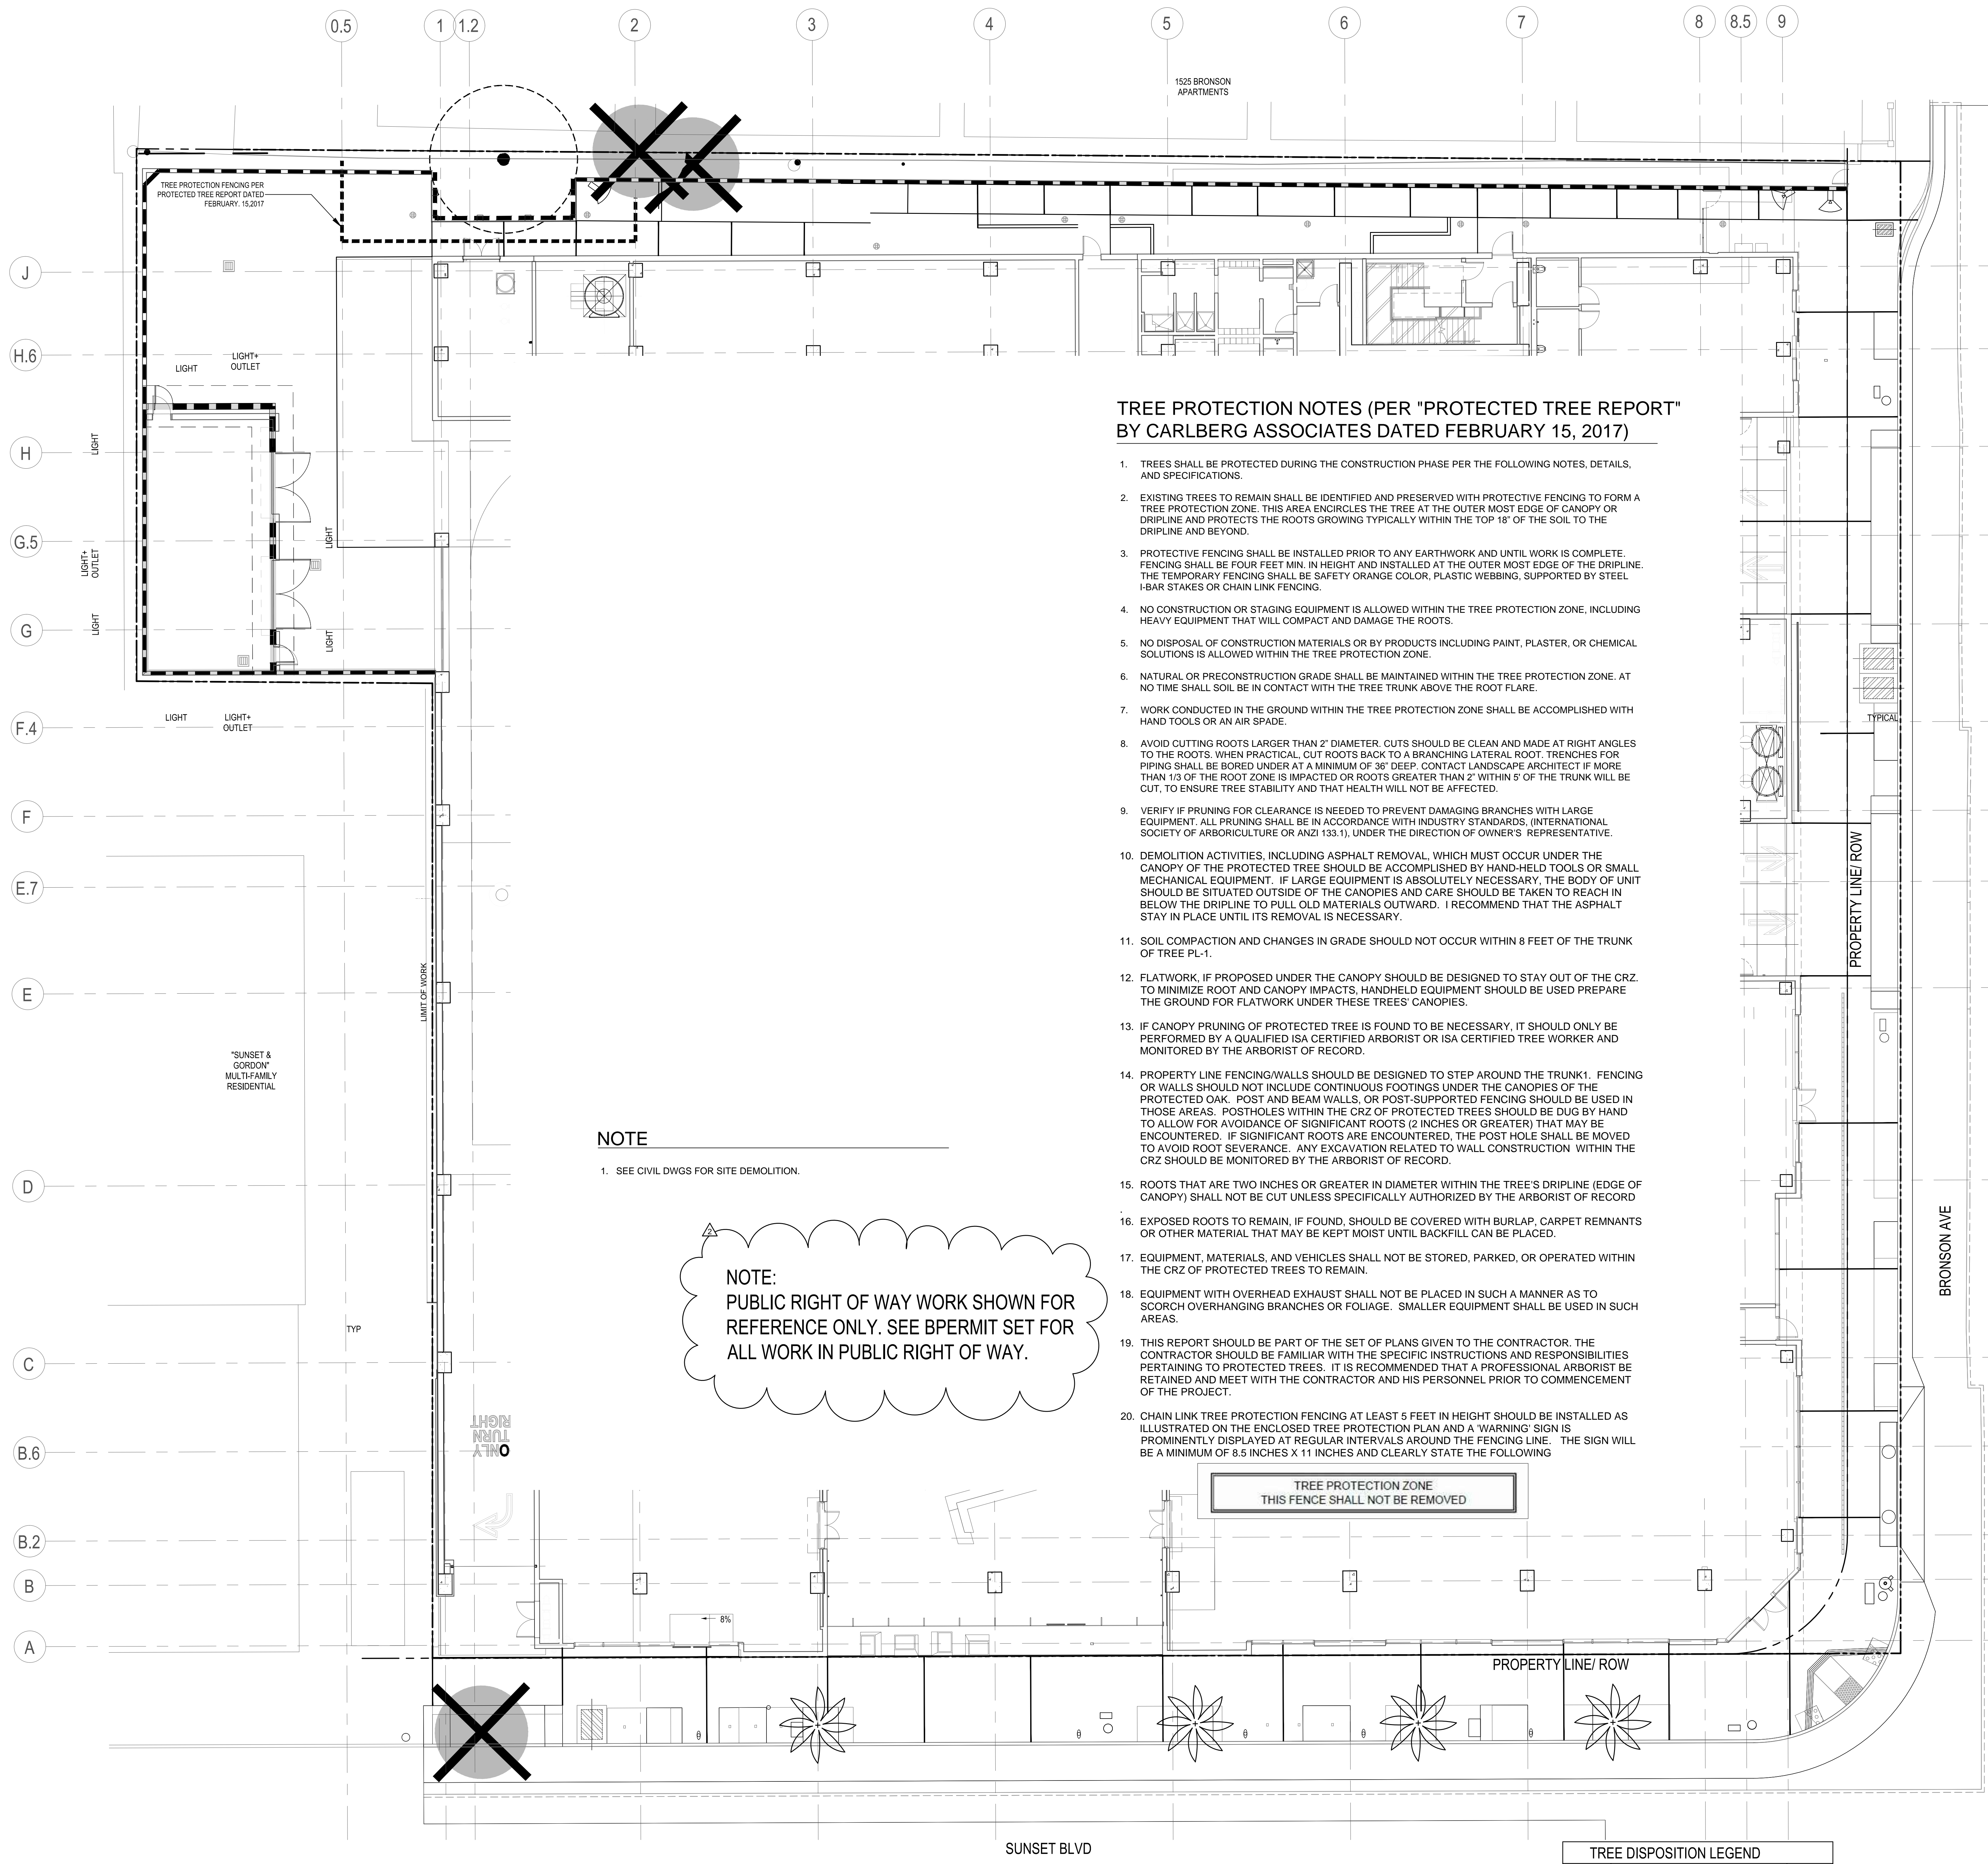 0.5
1
1.2
2
3
4
5
6
7
8
8.5
9
1525 BRONSON
APARTMENTS
TREE PROTECTION FENCING PER
PROTECTED TREE REPORT DATED
FEBRUARY. 15,2017
J
H.6
LIGHT
LIGHT+
OUTLET
H
LIGHT
G.5
LIGHT+
OUTLET
LIGHT
G
LIGHT
LIGHT
F.4
LIGHT
LIGHT+
OUTLET
TYPICAL
F
E.7
E
LIMIT OF WORK
"SUNSET &
GORDON"
MULTI-FAMILY
RESIDENTIAL
D
C
TYP
B.6
RIGHT
TURN
ONLY
B.2
B
A
8%
TREE PROTECTION NOTES (PER "PROTECTED TREE REPORT"
BY CARLBERG ASSOCIATES DATED FEBRUARY 15, 2017)
1. TREES SHALL BE PROTECTED DURING THE CONSTRUCTION PHASE PER THE FOLLOWING NOTES, DETAILS,
AND SPECIFICATIONS.
2. EXISTING TREES TO REMAIN SHALL BE IDENTIFIED AND PRESERVED WITH PROTECTIVE FENCING TO FORM A
TREE PROTECTION ZONE. THIS AREA ENCIRCLES THE TREE AT THE OUTER MOST EDGE OF CANOPY OR
DRIPLINE AND PROTECTS THE ROOTS GROWING TYPICALLY WITHIN THE TOP 18" OF THE SOIL TO THE
DRIPLINE AND BEYOND.
3. PROTECTIVE FENCING SHALL BE INSTALLED PRIOR TO ANY EARTHWORK AND UNTIL WORK IS COMPLETE.
FENCING SHALL BE FOUR FEET MIN. IN HEIGHT AND INSTALLED AT THE OUTER MOST EDGE OF THE DRIPLINE.
THE TEMPORARY FENCING SHALL BE SAFETY ORANGE COLOR, PLASTIC WEBBING, SUPPORTED BY STEEL
I-BAR STAKES OR CHAIN LINK FENCING.
4. NO CONSTRUCTION OR STAGING EQUIPMENT IS ALLOWED WITHIN THE TREE PROTECTION ZONE, INCLUDING
HEAVY EQUIPMENT THAT WILL COMPACT AND DAMAGE THE ROOTS.
5. NO DISPOSAL OF CONSTRUCTION MATERIALS OR BY PRODUCTS INCLUDING PAINT, PLASTER, OR CHEMICAL
SOLUTIONS IS ALLOWED WITHIN THE TREE PROTECTION ZONE.
6. NATURAL OR PRECONSTRUCTION GRADE SHALL BE MAINTAINED WITHIN THE TREE PROTECTION ZONE. AT
NO TIME SHALL SOIL BE IN CONTACT WITH THE TREE TRUNK ABOVE THE ROOT FLARE.
7. WORK CONDUCTED IN THE GROUND WITHIN THE TREE PROTECTION ZONE SHALL BE ACCOMPLISHED WITH
HAND TOOLS OR AN AIR SPADE.
8. AVOID CUTTING ROOTS LARGER THAN 2" DIAMETER. CUTS SHOULD BE CLEAN AND MADE AT RIGHT ANGLES
TO THE ROOTS. WHEN PRACTICAL, CUT ROOTS BACK TO A BRANCHING LATERAL ROOT. TRENCHES FOR
PIPING SHALL BE BORED UNDER AT A MINIMUM OF 36" DEEP. CONTACT LANDSCAPE ARCHITECT IF MORE
THAN 1/3 OF THE ROOT ZONE IS IMPACTED OR ROOTS GREATER THAN 2" WITHIN 5' OF THE TRUNK WILL BE
CUT, TO ENSURE TREE STABILITY AND THAT HEALTH WILL NOT BE AFFECTED.
9. VERIFY IF PRUNING FOR CLEARANCE IS NEEDED TO PREVENT DAMAGING BRANCHES WITH LARGE
EQUIPMENT. ALL PRUNING SHALL BE IN ACCORDANCE WITH INDUSTRY STANDARDS, (INTERNATIONAL
SOCIETY OF ARBORICULTURE OR ANZI 133.1), UNDER THE DIRECTION OF OWNER'S REPRESENTATIVE.
10. DEMOLITION ACTIVITIES, INCLUDING ASPHALT REMOVAL, WHICH MUST OCCUR UNDER THE
CANOPY OF THE PROTECTED TREE SHOULD BE ACCOMPLISHED BY HAND-HELD TOOLS OR SMALL
MECHANICAL EQUIPMENT. IF LARGE EQUIPMENT IS ABSOLUTELY NECESSARY, THE BODY OF UNIT
SHOULD BE SITUATED OUTSIDE OF THE CANOPIES AND CARE SHOULD BE TAKEN TO REACH IN
BELOW THE DRIPLINE TO PULL OLD MATERIALS OUTWARD. I RECOMMEND THAT THE ASPHALT
STAY IN PLACE UNTIL ITS REMOVAL IS NECESSARY.
11. SOIL COMPACTION AND CHANGES IN GRADE SHOULD NOT OCCUR WITHIN 8 FEET OF THE TRUNK
OF TREE PL-1.
12. FLATWORK, IF PROPOSED UNDER THE CANOPY SHOULD BE DESIGNED TO STAY OUT OF THE CRZ.
TO MINIMIZE ROOT AND CANOPY IMPACTS, HANDHELD EQUIPMENT SHOULD BE USED PREPARE
THE GROUND FOR FLATWORK UNDER THESE TREES' CANOPIES.
13. IF CANOPY PRUNING OF PROTECTED TREE IS FOUND TO BE NECESSARY, IT SHOULD ONLY BE
PERFORMED BY A QUALIFIED ISA CERTIFIED ARBORIST OR ISA CERTIFIED TREE WORKER AND
MONITORED BY THE ARBORIST OF RECORD.
14. PROPERTY LINE FENCING/WALLS SHOULD BE DESIGNED TO STEP AROUND THE TRUNK1. FENCING
OR WALLS SHOULD NOT INCLUDE CONTINUOUS FOOTINGS UNDER THE CANOPIES OF THE
PROTECTED OAK. POST AND BEAM WALLS, OR POST-SUPPORTED FENCING SHOULD BE USED IN
THOSE AREAS. POSTHOLES WITHIN THE CRZ OF PROTECTED TREES SHOULD BE DUG BY HAND
TO ALLOW FOR AVOIDANCE OF SIGNIFICANT ROOTS (2 INCHES OR GREATER) THAT MAY BE
ENCOUNTERED. IF SIGNIFICANT ROOTS ARE ENCOUNTERED, THE POST HOLE SHALL BE MOVED
TO AVOID ROOT SEVERANCE. ANY EXCAVATION RELATED TO WALL CONSTRUCTION WITHIN THE
CRZ SHOULD BE MONITORED BY THE ARBORIST OF RECORD.
15. ROOTS THAT ARE TWO INCHES OR GREATER IN DIAMETER WITHIN THE TREE'S DRIPLINE (EDGE OF
CANOPY) SHALL NOT BE CUT UNLESS SPECIFICALLY AUTHORIZED BY THE ARBORIST OF RECORD
.
16. EXPOSED ROOTS TO REMAIN, IF FOUND, SHOULD BE COVERED WITH BURLAP, CARPET REMNANTS
OR OTHER MATERIAL THAT MAY BE KEPT MOIST UNTIL BACKFILL CAN BE PLACED.
17. EQUIPMENT, MATERIALS, AND VEHICLES SHALL NOT BE STORED, PARKED, OR OPERATED WITHIN
THE CRZ OF PROTECTED TREES TO REMAIN.
18. EQUIPMENT WITH OVERHEAD EXHAUST SHALL NOT BE PLACED IN SUCH A MANNER AS TO
SCORCH OVERHANGING BRANCHES OR FOLIAGE. SMALLER EQUIPMENT SHALL BE USED IN SUCH
AREAS.
19. THIS REPORT SHOULD BE PART OF THE SET OF PLANS GIVEN TO THE CONTRACTOR. THE
CONTRACTOR SHOULD BE FAMILIAR WITH THE SPECIFIC INSTRUCTIONS AND RESPONSIBILITIES
PERTAINING TO PROTECTED TREES. IT IS RECOMMENDED THAT A PROFESSIONAL ARBORIST BE
RETAINED AND MEET WITH THE CONTRACTOR AND HIS PERSONNEL PRIOR TO COMMENCEMENT
OF THE PROJECT.
20. CHAIN LINK TREE PROTECTION FENCING AT LEAST 5 FEET IN HEIGHT SHOULD BE INSTALLED AS
ILLUSTRATED ON THE ENCLOSED TREE PROTECTION PLAN AND A 'WARNING' SIGN IS
PROMINENTLY DISPLAYED AT REGULAR INTERVALS AROUND THE FENCING LINE. THE SIGN WILL
BE A MINIMUM OF 8.5 INCHES X 11 INCHES AND CLEARLY STATE THE FOLLOWING
TREE PROTECTION ZONE
THIS FENCE SHALL NOT BE REMOVED
NOTE
1. SEE CIVIL DWGS FOR SITE DEMOLITION.
2
NOTE:
PUBLIC RIGHT OF WAY WORK SHOWN FOR
REFERENCE ONLY. SEE BPERMIT SET FOR
ALL WORK IN PUBLIC RIGHT OF WAY.
PROPERTY LINE/ ROW
BRONSON AVE
PROPERTY LINE/ ROW
SUNSET BLVD
TREE DISPOSITION LEGEND